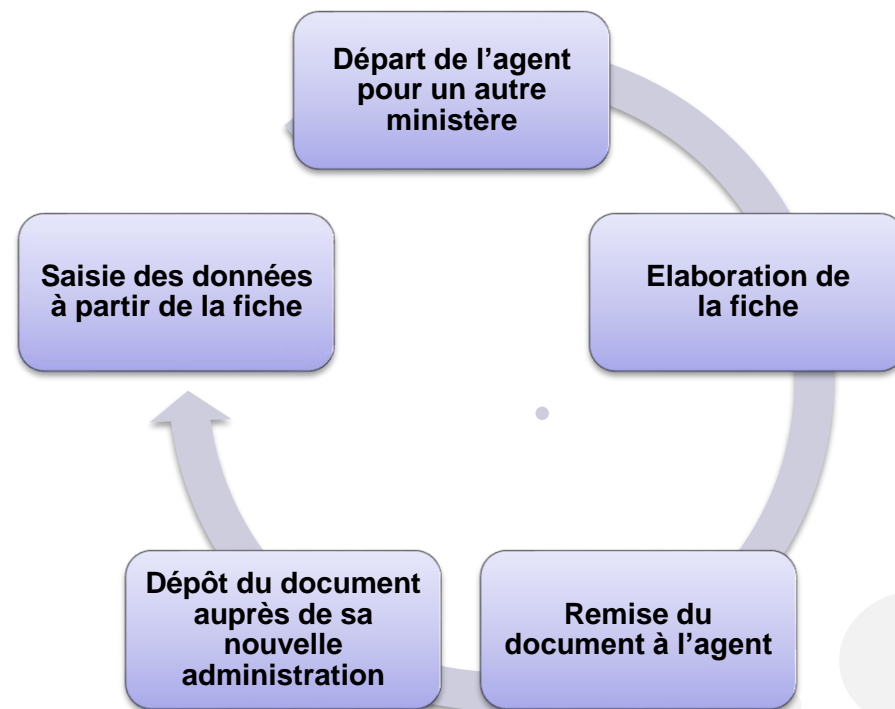 Départ de l’agent
pour un autre
ministère
Elaboration de
la fiche
Remise du
document à l’agent
Dépôt du document
auprès de sa
nouvelle
administration
Saisie des données
à partir de la fiche